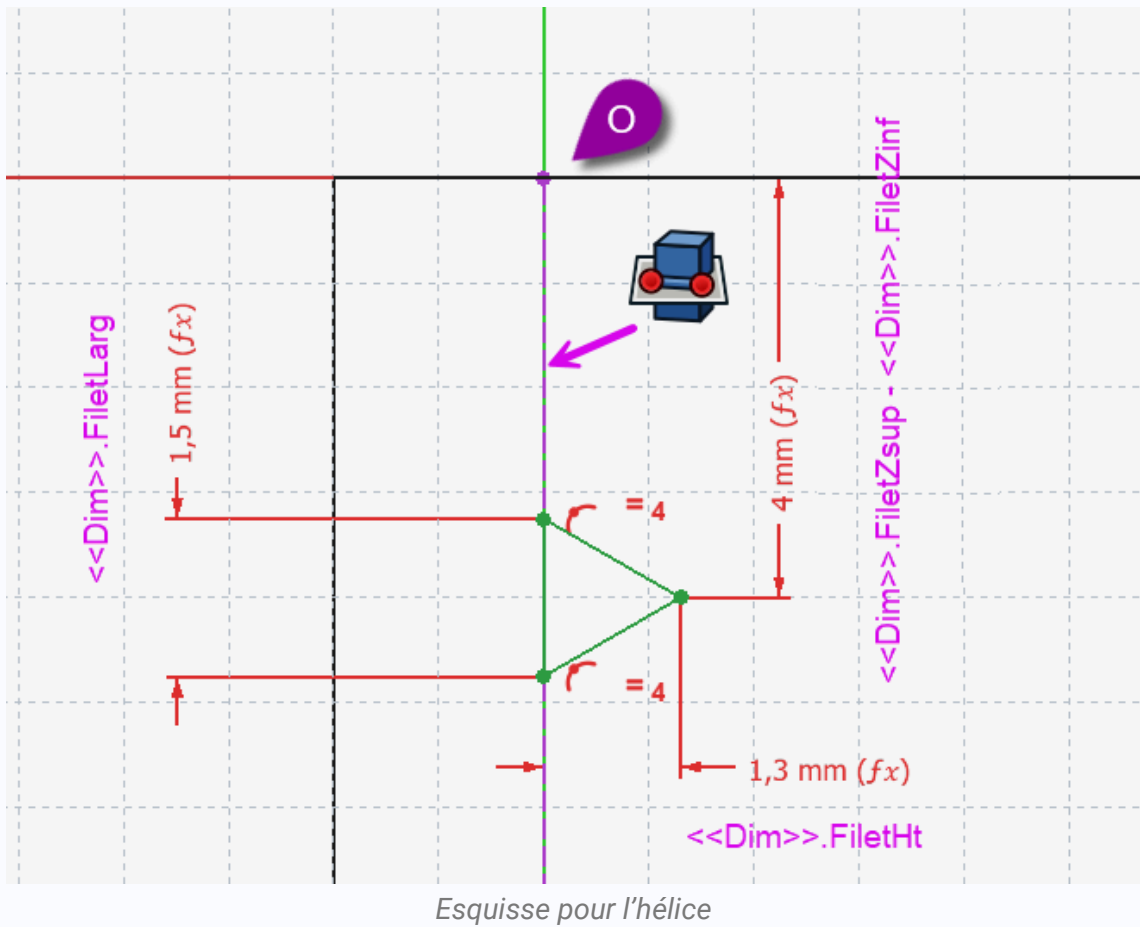 O
<<Dim>>.FiletLarg
1,5 mm (fx)
= 4
= 4
4 mm (fx)
<<Dim>>.FiletZsup - <<Dim>>.FiletZinf
1,3 mm (fx)
<<Dim>>.FiletHt
Esquisse pour l’hélice